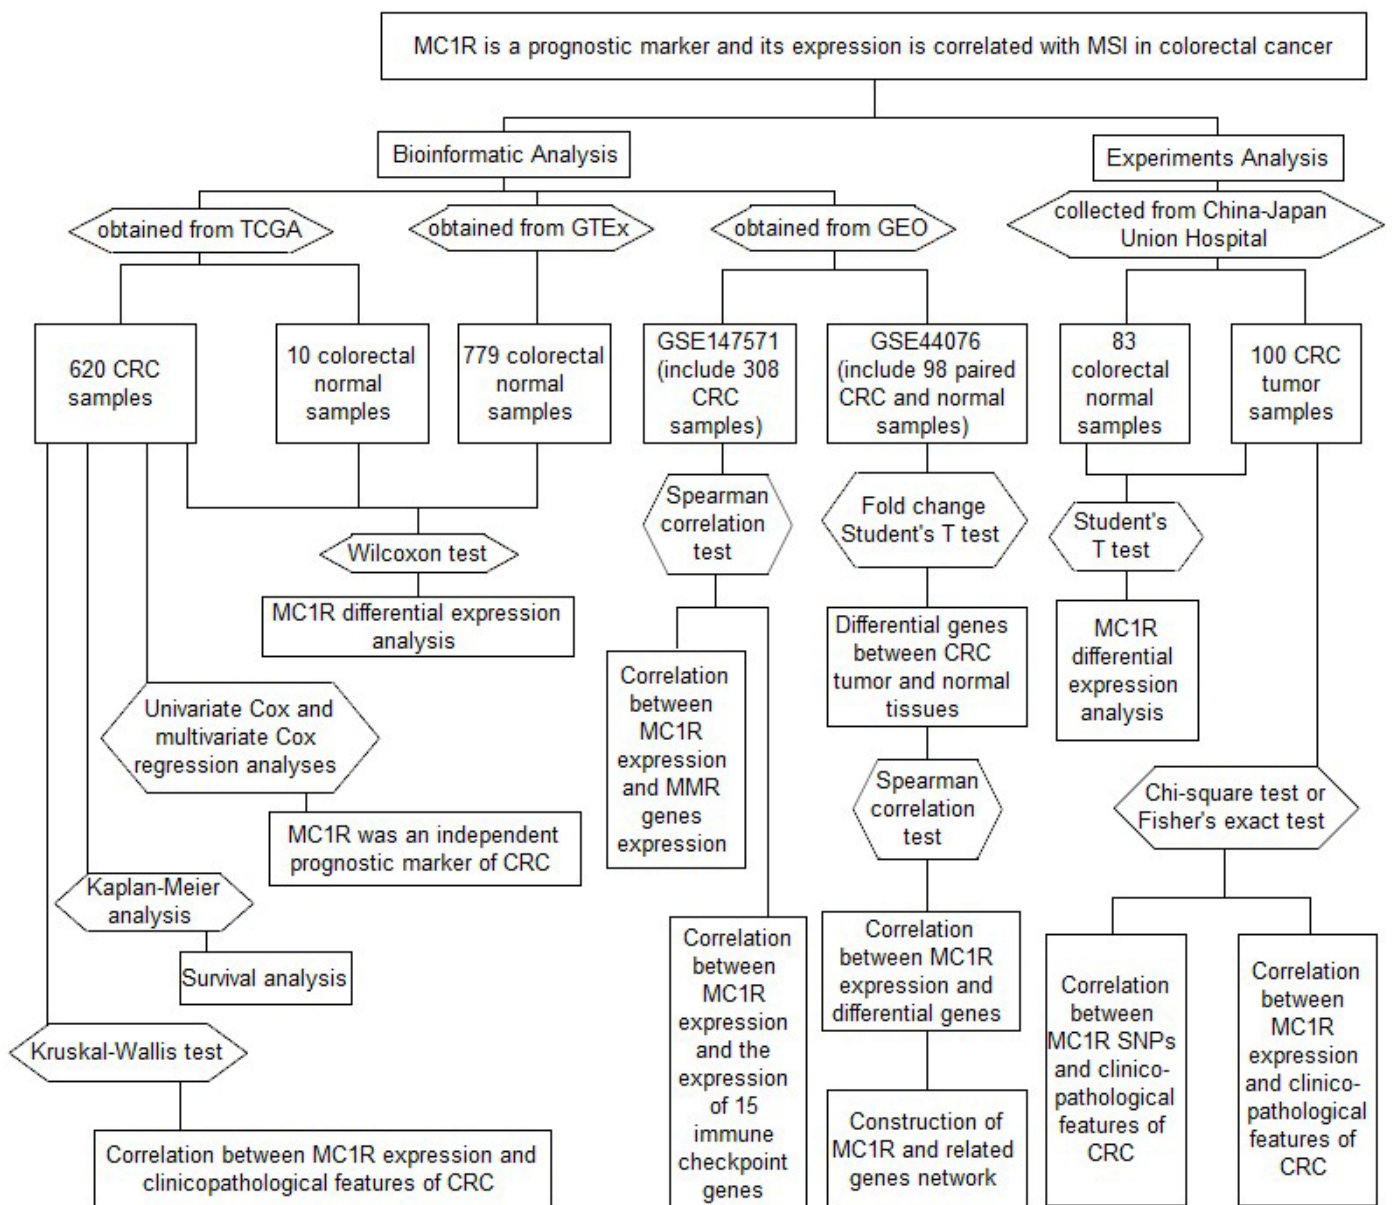 MC1R is a prognostic marker and its expression is correlated with MSI in colorectal cancer
Bioinformatic Analysis
Experiments Analysis
obtained from TCGA
obtained from GTEx
obtained from GEO
collected from China-Japan
Union Hospital
620 CRC
samples
10 colorectal
normal
samples
779 colorectal
normal
samples
GSE147571
(include 308
CRC
samples)
GSE44076
(include 98 paired
CRC and normal
samples)
83
colorectal
normal
samples
100 CRC
tumor
samples
Wilcoxon test
MC1R differential expression
analysis
Spearman
correlation
test
Fold change
Student's T test
Student's
T test
Univariate Cox and
multivariate Cox
regression analyses
MC1R was an independent
prognostic marker of CRC
Kaplan-Meier
analysis
Survival analysis
Kruskal-Wallis test
Correlation between MC1R expression and
clinicopathological features of CRC
Correlation
between
MC1R
expression
and MMR
genes
expression
Correlation
between
MC1R
expression
and the
expression
of 15
immune
checkpoint
genes
Differential genes
between CRC
tumor and normal
tissues
Spearman
correlation
test
Correlation
between MC1R
expression and
differential genes
Construction of
MC1R and related
genes network
MC1R
differential
expression
analysis
Chi-square test or
Fisher's exact test
Correlation
between
MC1R SNPs
and clinico-
pathological
features of
CRC
Correlation
between
MC1R
expression
and clinico-
pathological
features of
CRC